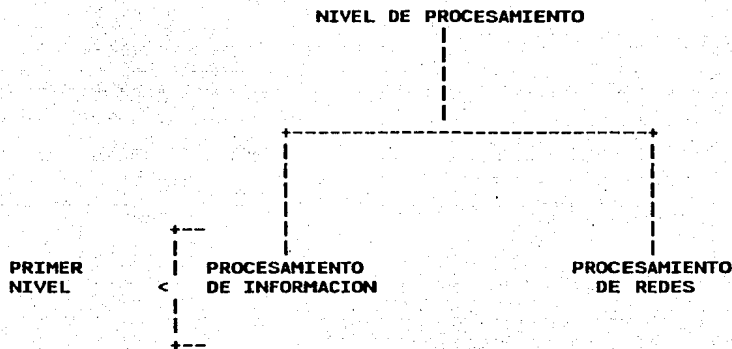 NIVEL DE PROCESAMIENTO
PRIMER PROCESAMIENTO PROCESAMIENTO
NIVEL < DE INFORMACION DE REDES